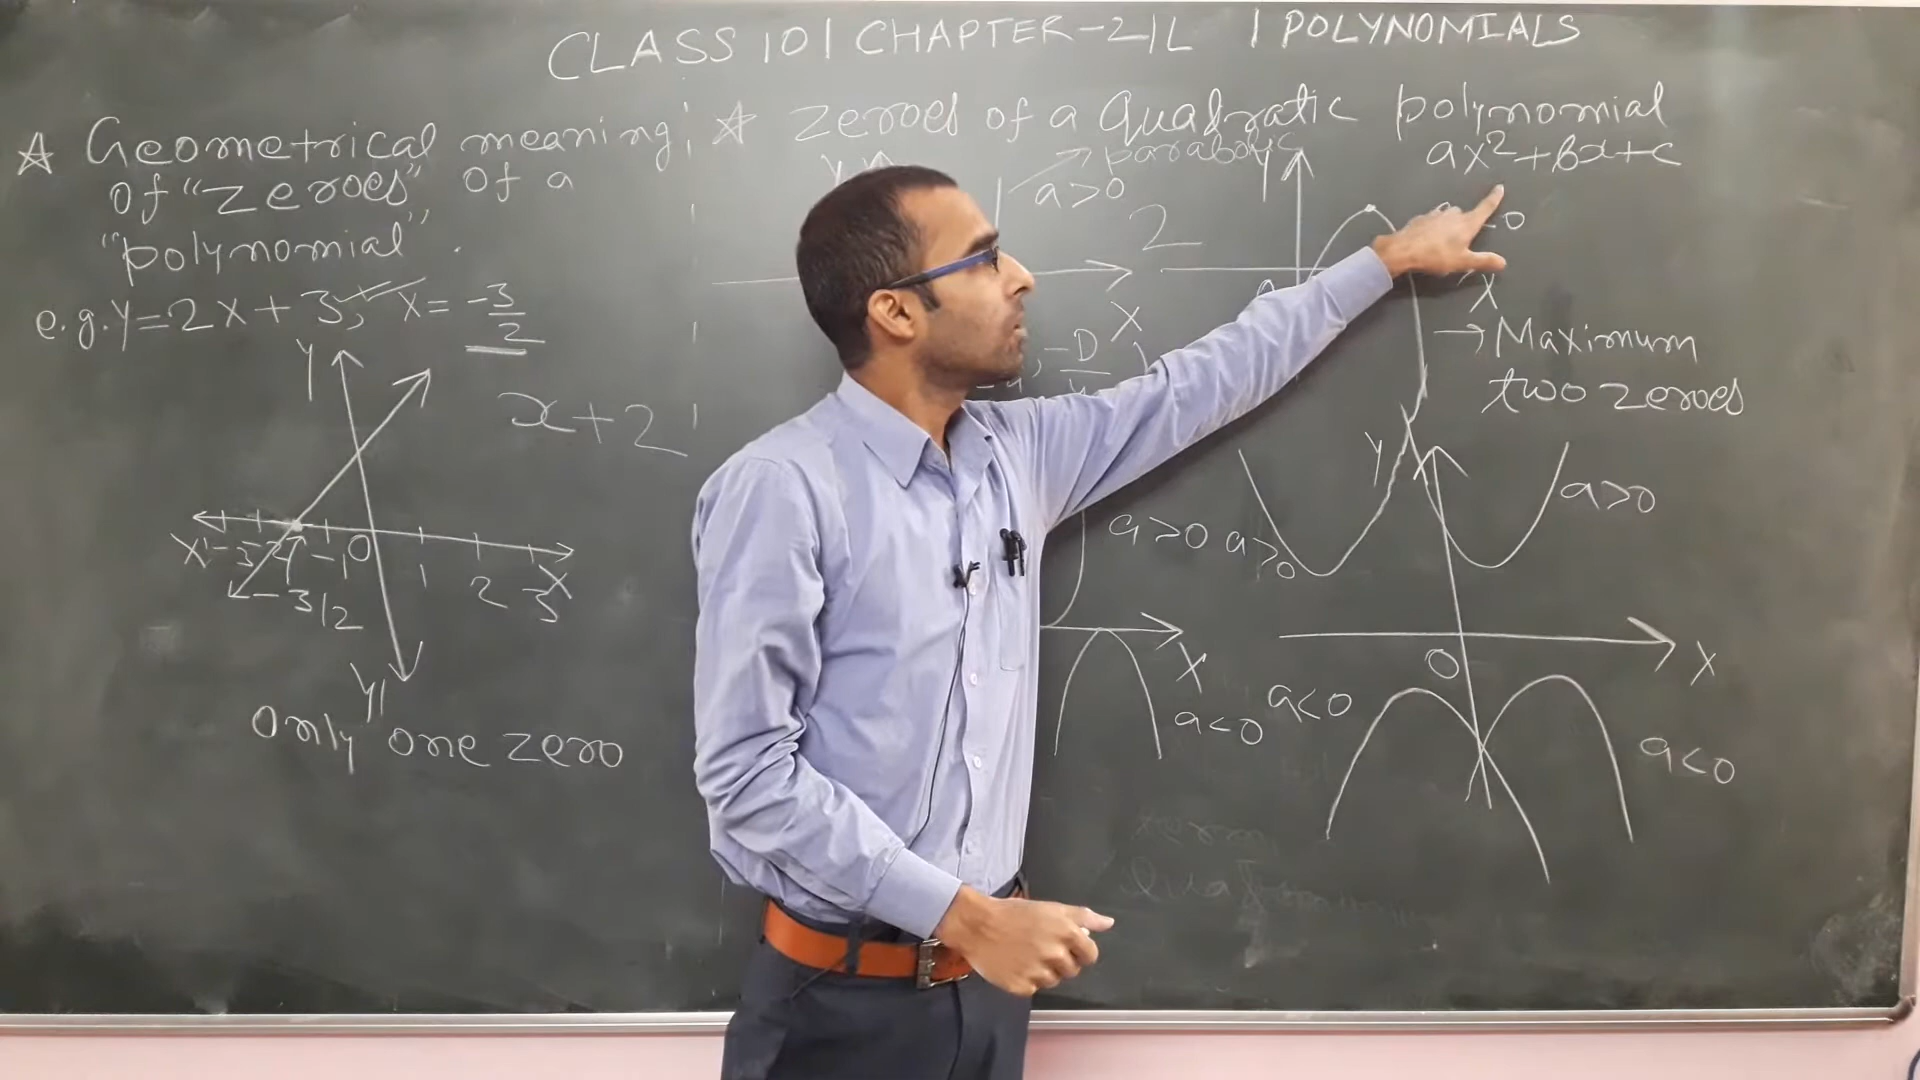 CLASS 10 | CHAPTER-2 | L | POLYNOMIALS
☆ Geometrical meaning
of "zeroes" of a
"polynomial".
e.g. y=2x+3, x= -3/2
Y
x+2
X' -3 -2 -1 O 1 2 3 X
-3/2
Y'
Only one zero
☆ zeroes of a Quadratic polynomial
ax²+bx+c
parabolic
Y
a>0
2
X
-D
Y
a<0
X
→ Maximum
two zeroes
a>0
X
a<0
Y
a>0
a>0
O
X
a<0
a<0